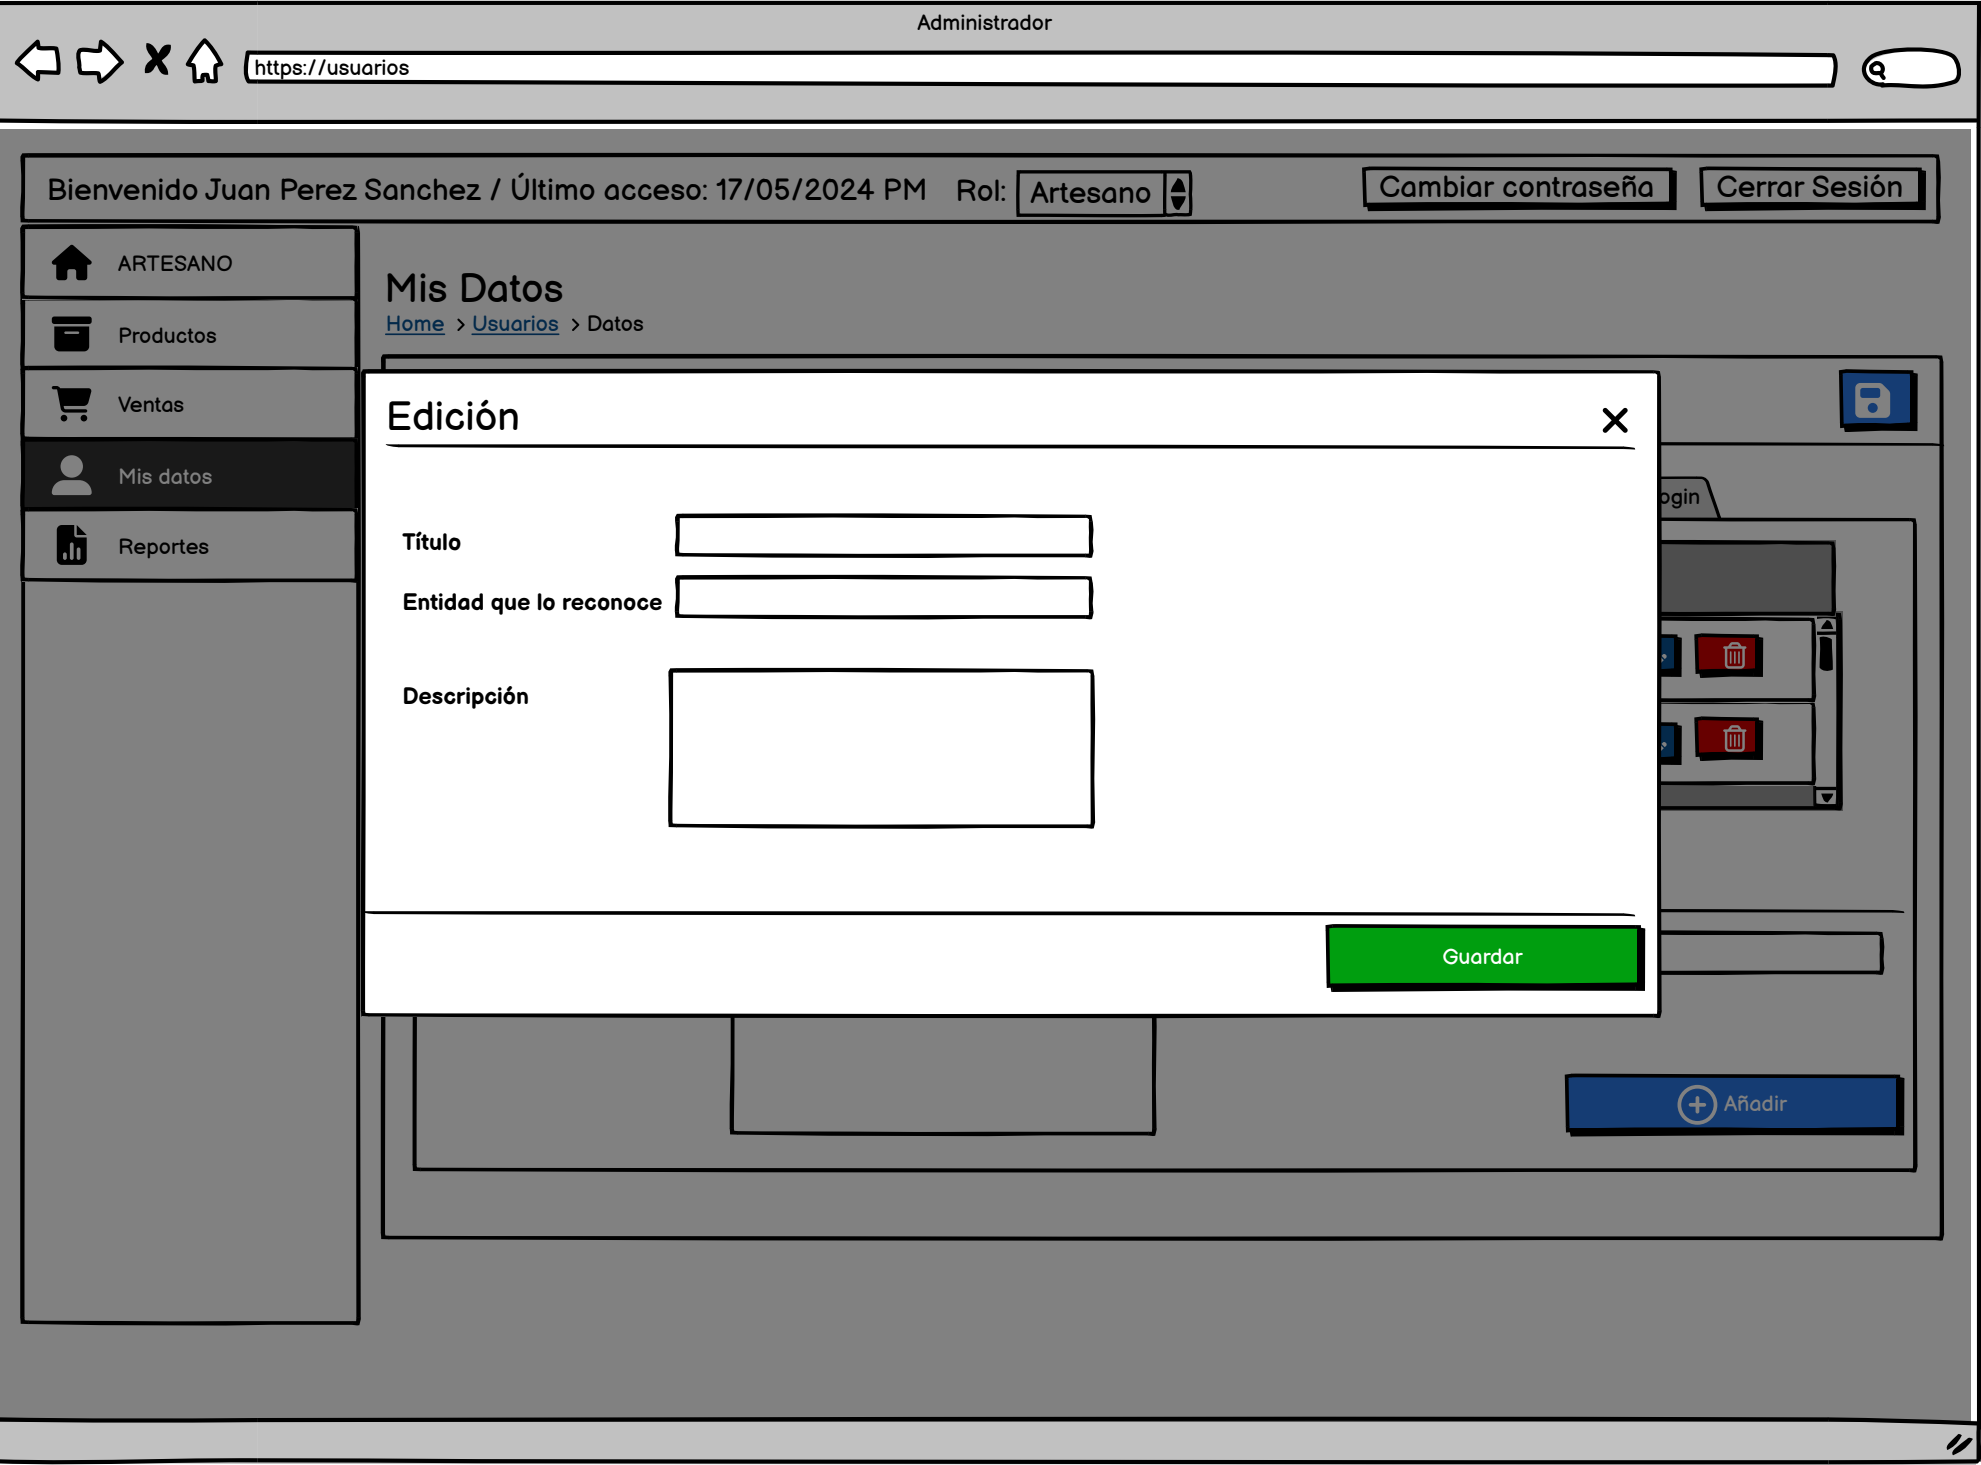 Administrador
https://usuarios
Bienvenido Juan Perez Sanchez / Último acceso: 17/05/2024 PM Rol: Artesano Cambiar contraseña Cerrar Sesión
ARTESANO
Productos
Ventas
Mis datos
Reportes
Mis Datos
Home > Usuarios > Datos
Edición
ogin
Título
Entidad que lo reconoce
Descripción
Guardar
Añadir